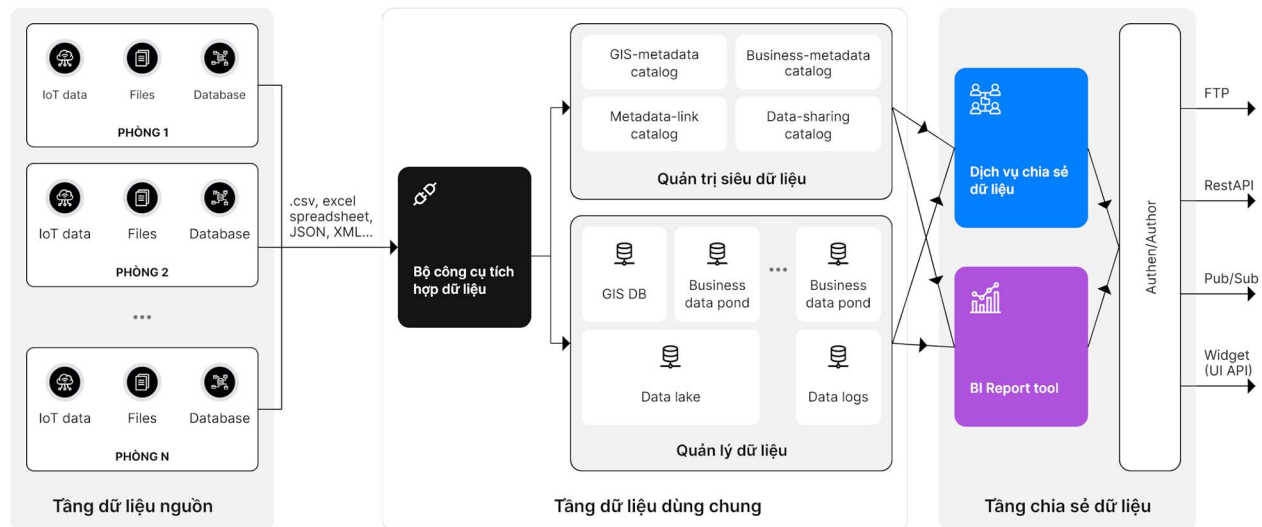 IoT data
Files
Database
PHÒNG 1
IoT data
Files
Database
PHÒNG 2
...
IoT data
Files
Database
PHÒNG N
Tầng dữ liệu nguồn
.csv, excel
spreadsheet,
JSON, XML...
Bộ công cụ tích
hợp dữ liệu
GIS-metadata
catalog
Business-metadata
catalog
Metadata-link
catalog
Data-sharing
catalog
Quản trị siêu dữ liệu
GIS DB
Business
data pond
...
Business
data pond
Data lake
Data logs
Quản lý dữ liệu
Tầng dữ liệu dùng chung
Dịch vụ chia sẻ
dữ liệu
BI Report tool
Authen/Author
Tầng chia sẻ dữ liệu
FTP
RestAPI
Pub/Sub
Widget
(UI API)